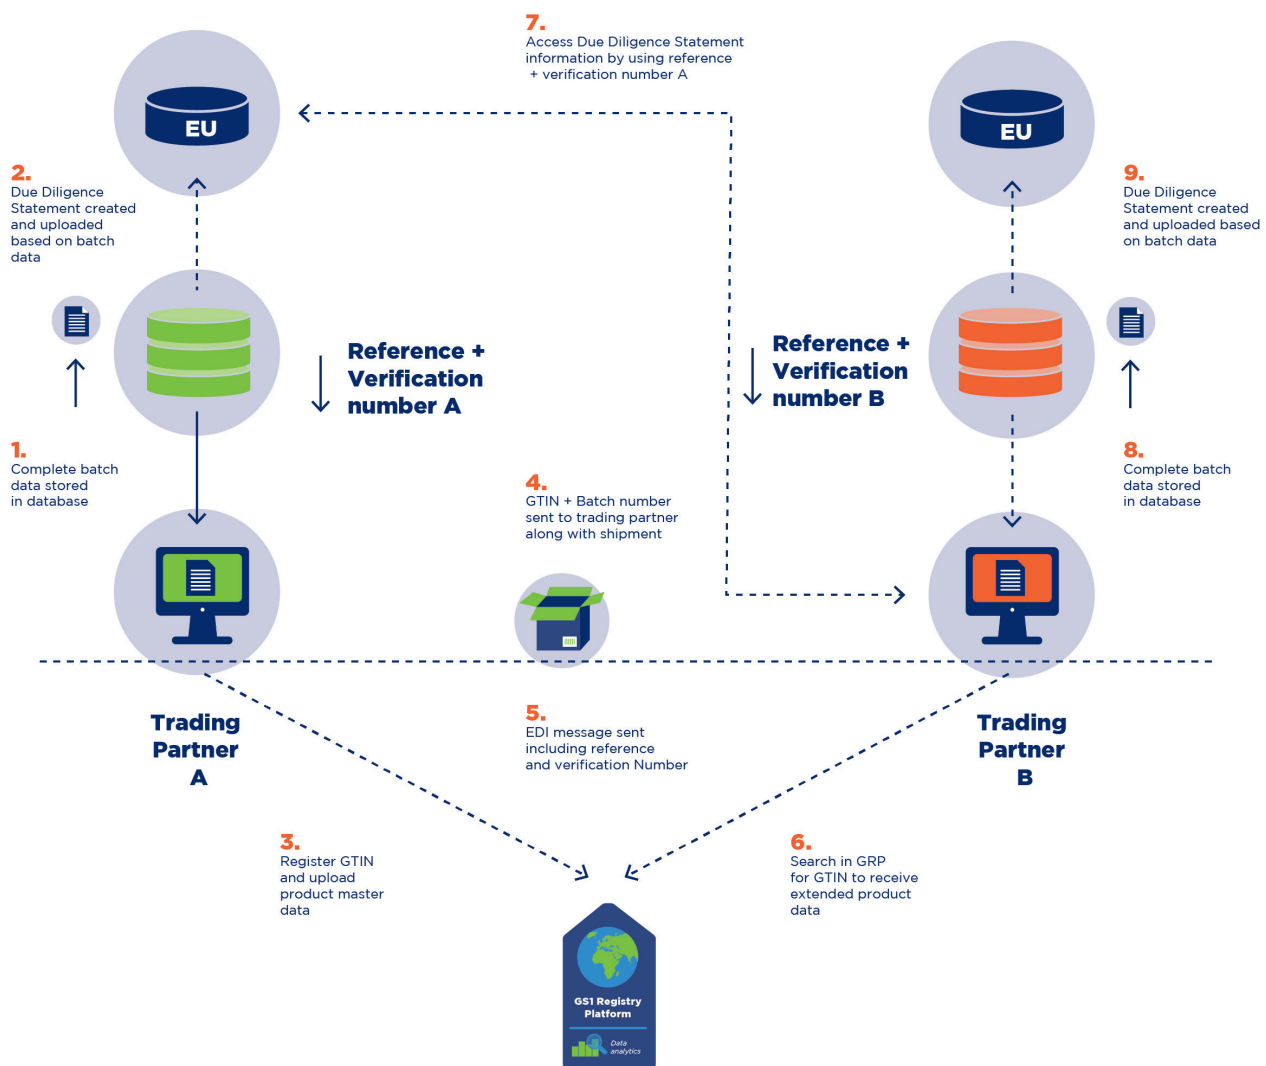 7.
Access Due Diligence Statement
information by using reference
+ verification number A
EU
EU
2.
Due Diligence
Statement created
and uploaded
based on batch
data
9.
Due Diligence
Statement created
and uploaded based
on batch data
Reference +
Verification
number A
Reference +
Verification
number B
1.
Complete batch
data stored
in database
4.
GTIN + Batch number
sent to trading partner
along with shipment
8.
Complete batch
data stored
in database
Trading
Partner
A
5.
EDI message sent
including reference
and verification Number
Trading
Partner
B
3.
Register GTIN
and upload
product master
data
6.
Search in GRP
for GTIN to receive
extended product
data
GS1 Registry
Platform
Data
analytics